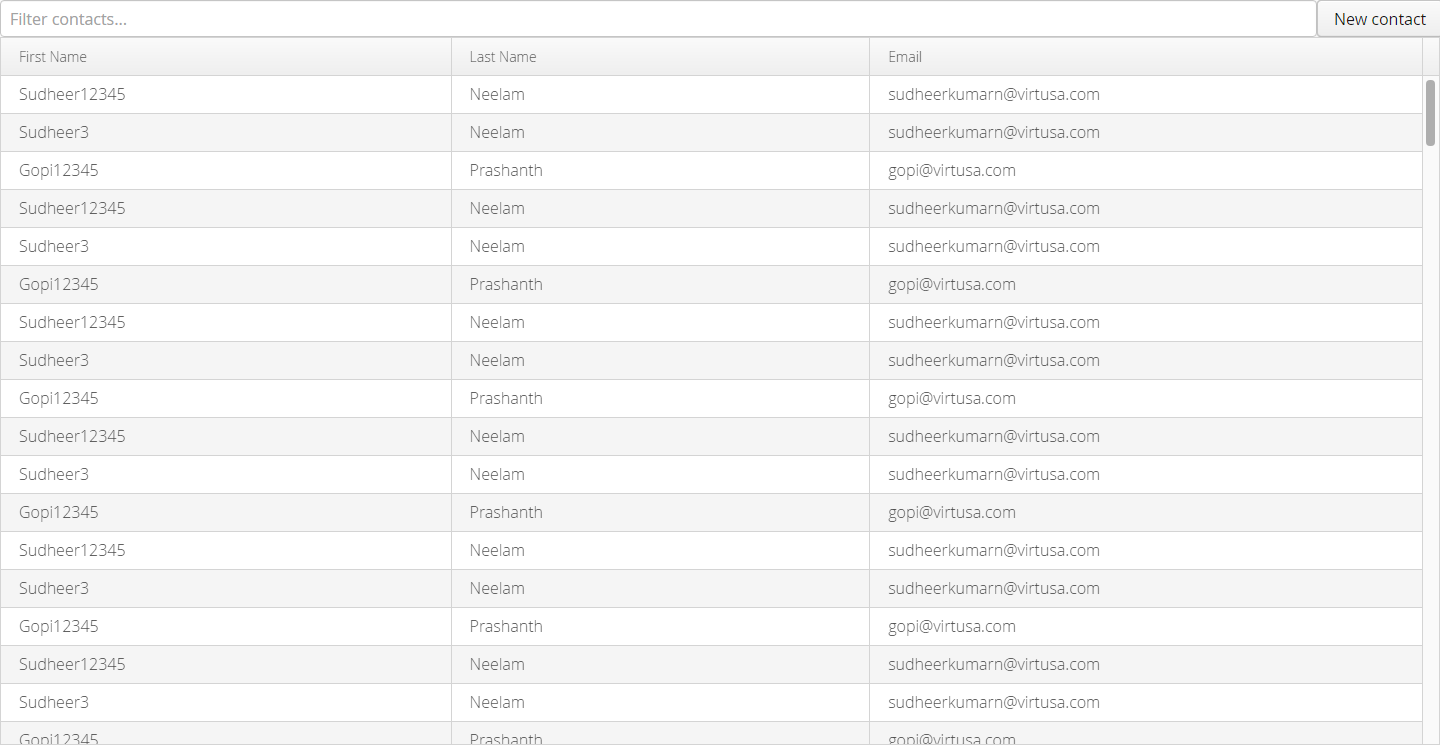 Filter contacts... New contact
First Name Last Name Email
Sudheer12345 Neelam sudheerkumarn@virtusa.com
Sudheer3 Neelam sudheerkumarn@virtusa.com
Gopi12345 Prashanth gopi@virtusa.com
Sudheer12345 Neelam sudheerkumarn@virtusa.com
Sudheer3 Neelam sudheerkumarn@virtusa.com
Gopi12345 Prashanth gopi@virtusa.com
Sudheer12345 Neelam sudheerkumarn@virtusa.com
Sudheer3 Neelam sudheerkumarn@virtusa.com
Gopi12345 Prashanth gopi@virtusa.com
Sudheer12345 Neelam sudheerkumarn@virtusa.com
Sudheer3 Neelam sudheerkumarn@virtusa.com
Gopi12345 Prashanth gopi@virtusa.com
Sudheer12345 Neelam sudheerkumarn@virtusa.com
Sudheer3 Neelam sudheerkumarn@virtusa.com
Gopi12345 Prashanth gopi@virtusa.com
Sudheer12345 Neelam sudheerkumarn@virtusa.com
Sudheer3 Neelam sudheerkumarn@virtusa.com
Gopi12345 Prashanth gopi@virtusa.com